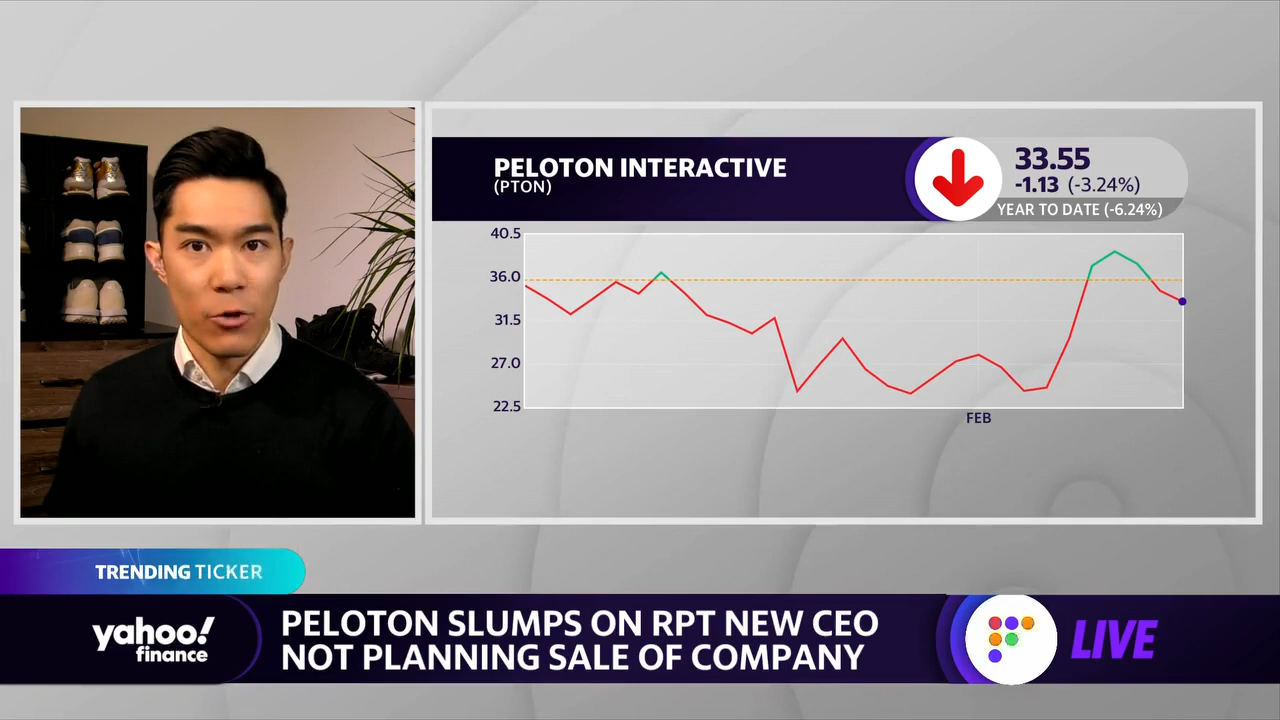 PELOTON INTERACTIVE
(PTON)
33.55
-1.13 (-3.24%)
YEAR TO DATE (-6.24%)
40.5
36.0
31.5
27.0
22.5
FEB
TRENDING TICKER
yahoo!
finance
PELOTON SLUMPS ON RPT NEW CEO
NOT PLANNING SALE OF COMPANY
LIVE